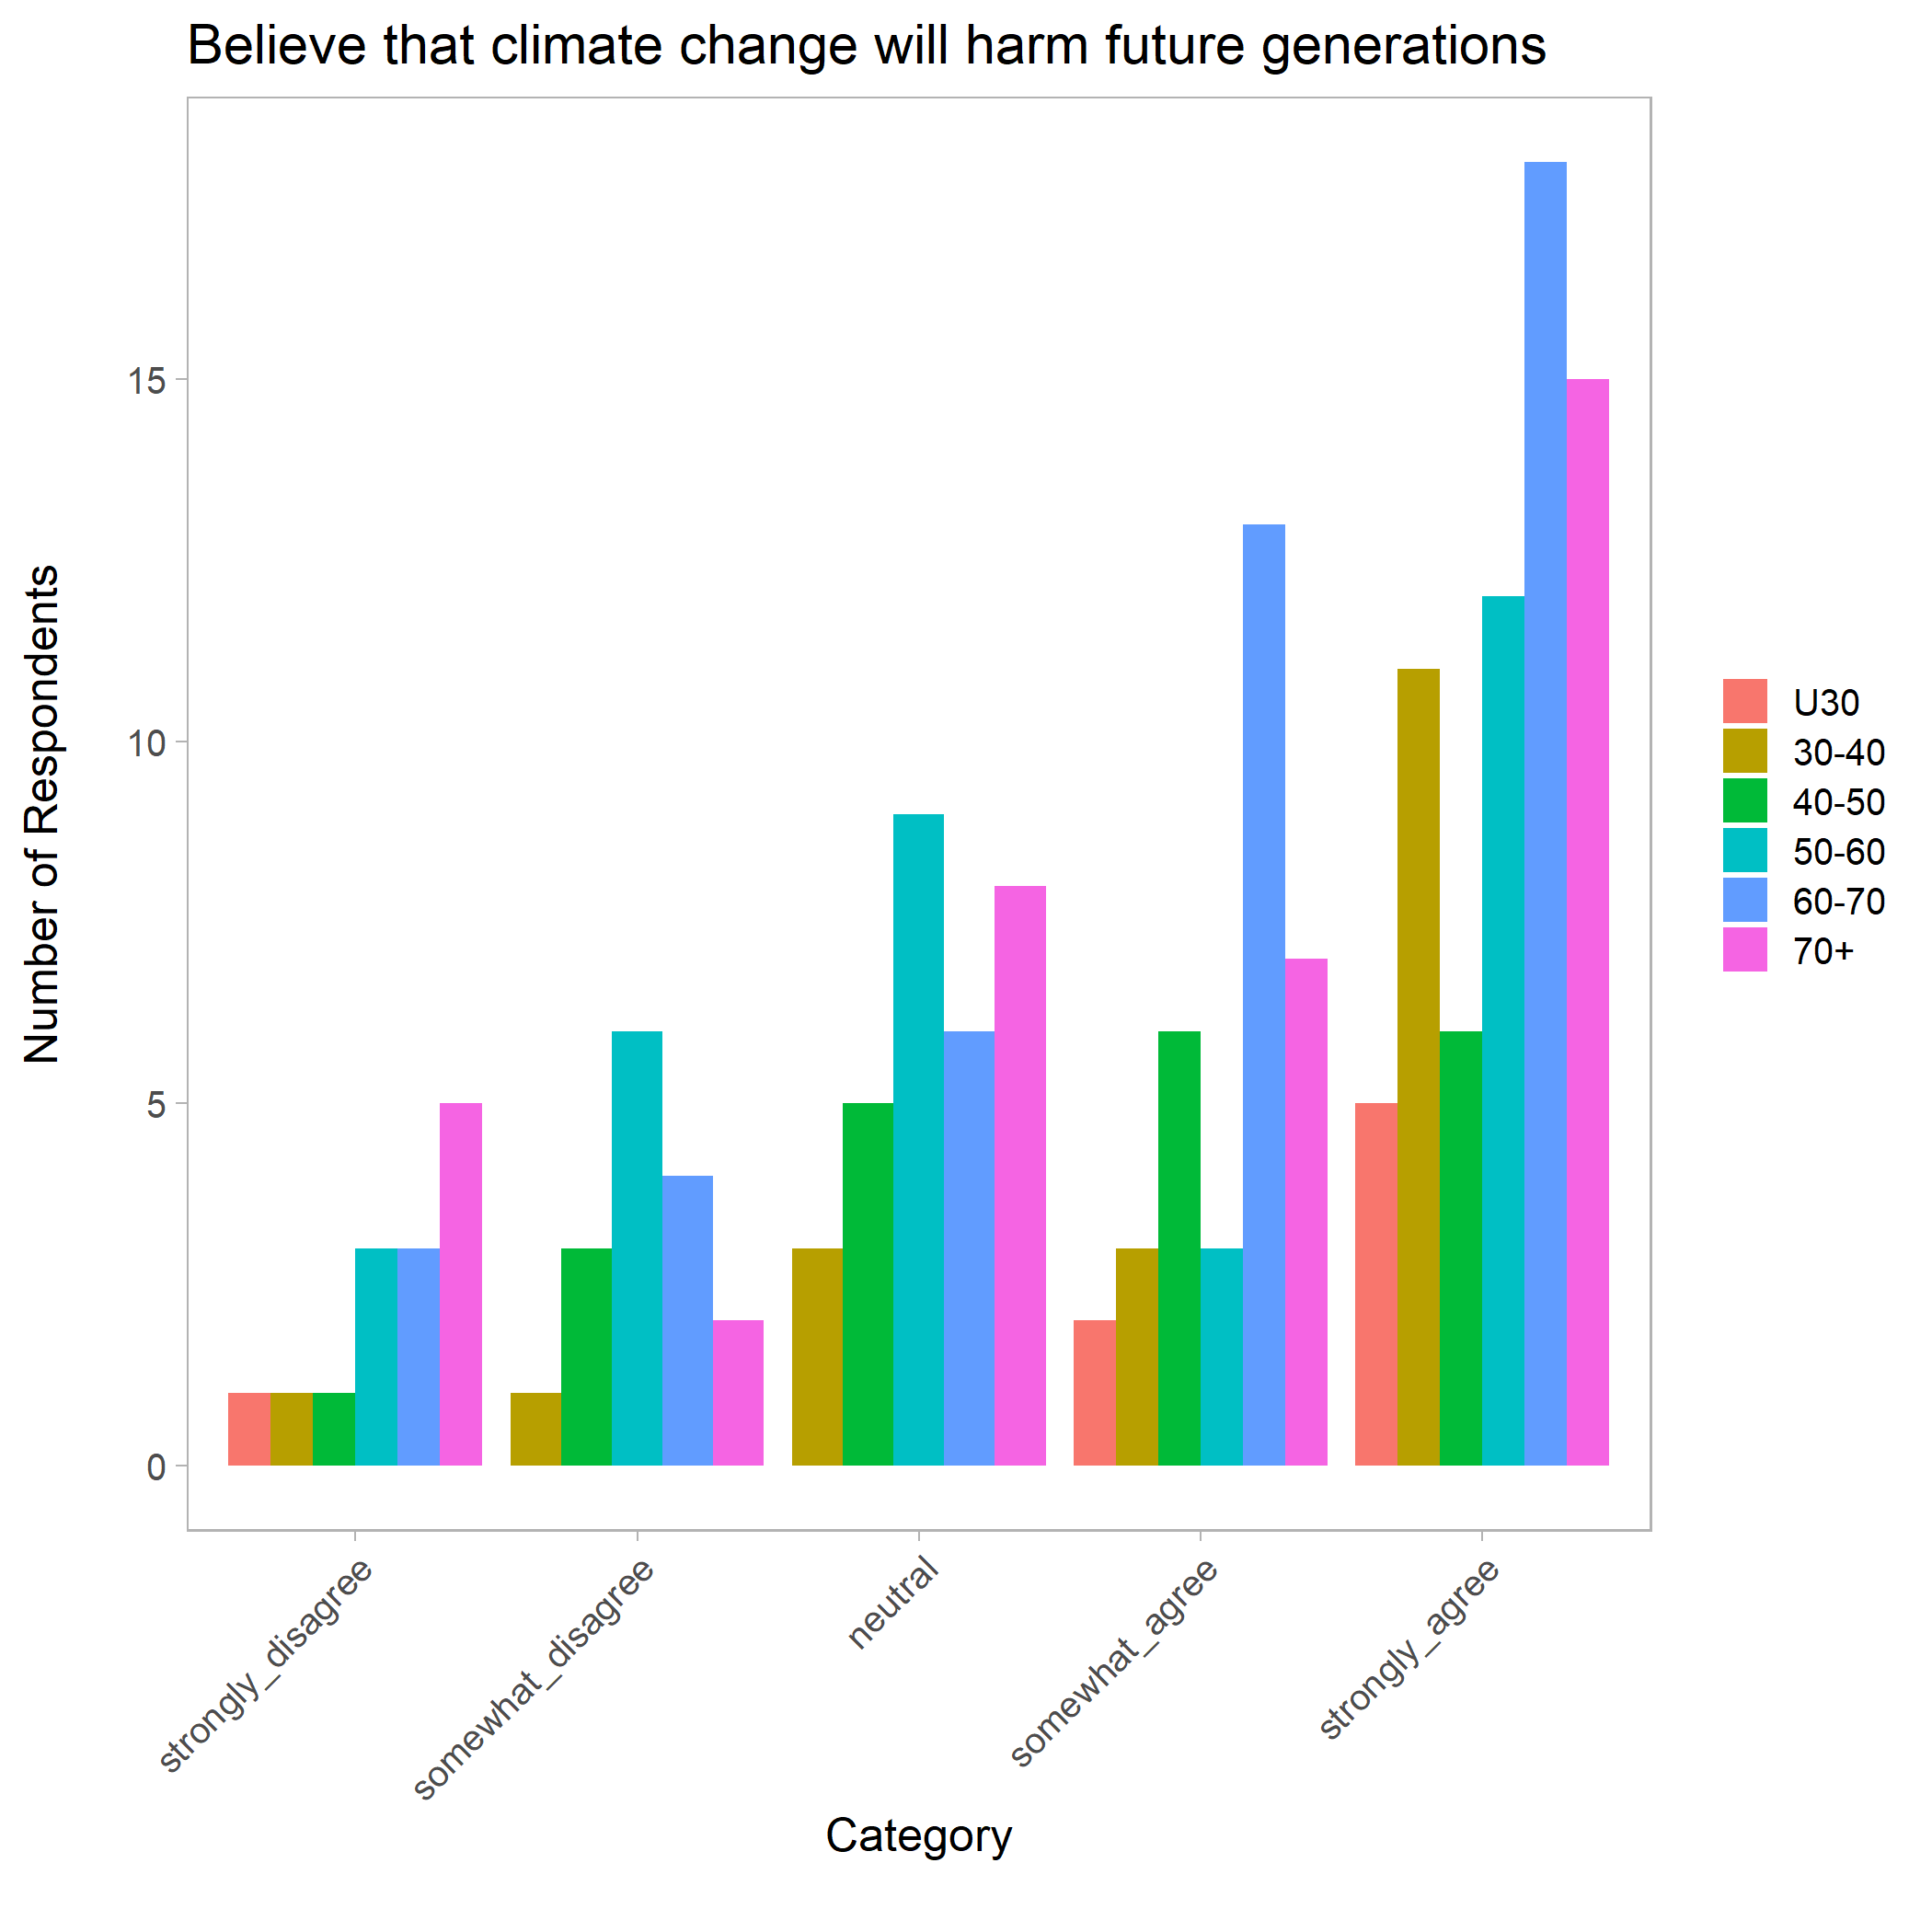 Believe that climate change will harm future generations
Number of Respondents
15
10
5
0
strongly_disagree
somewhat_disagree
neutral
somewhat_agree
strongly_agree
Category
U30
30-40
40-50
50-60
60-70
70+